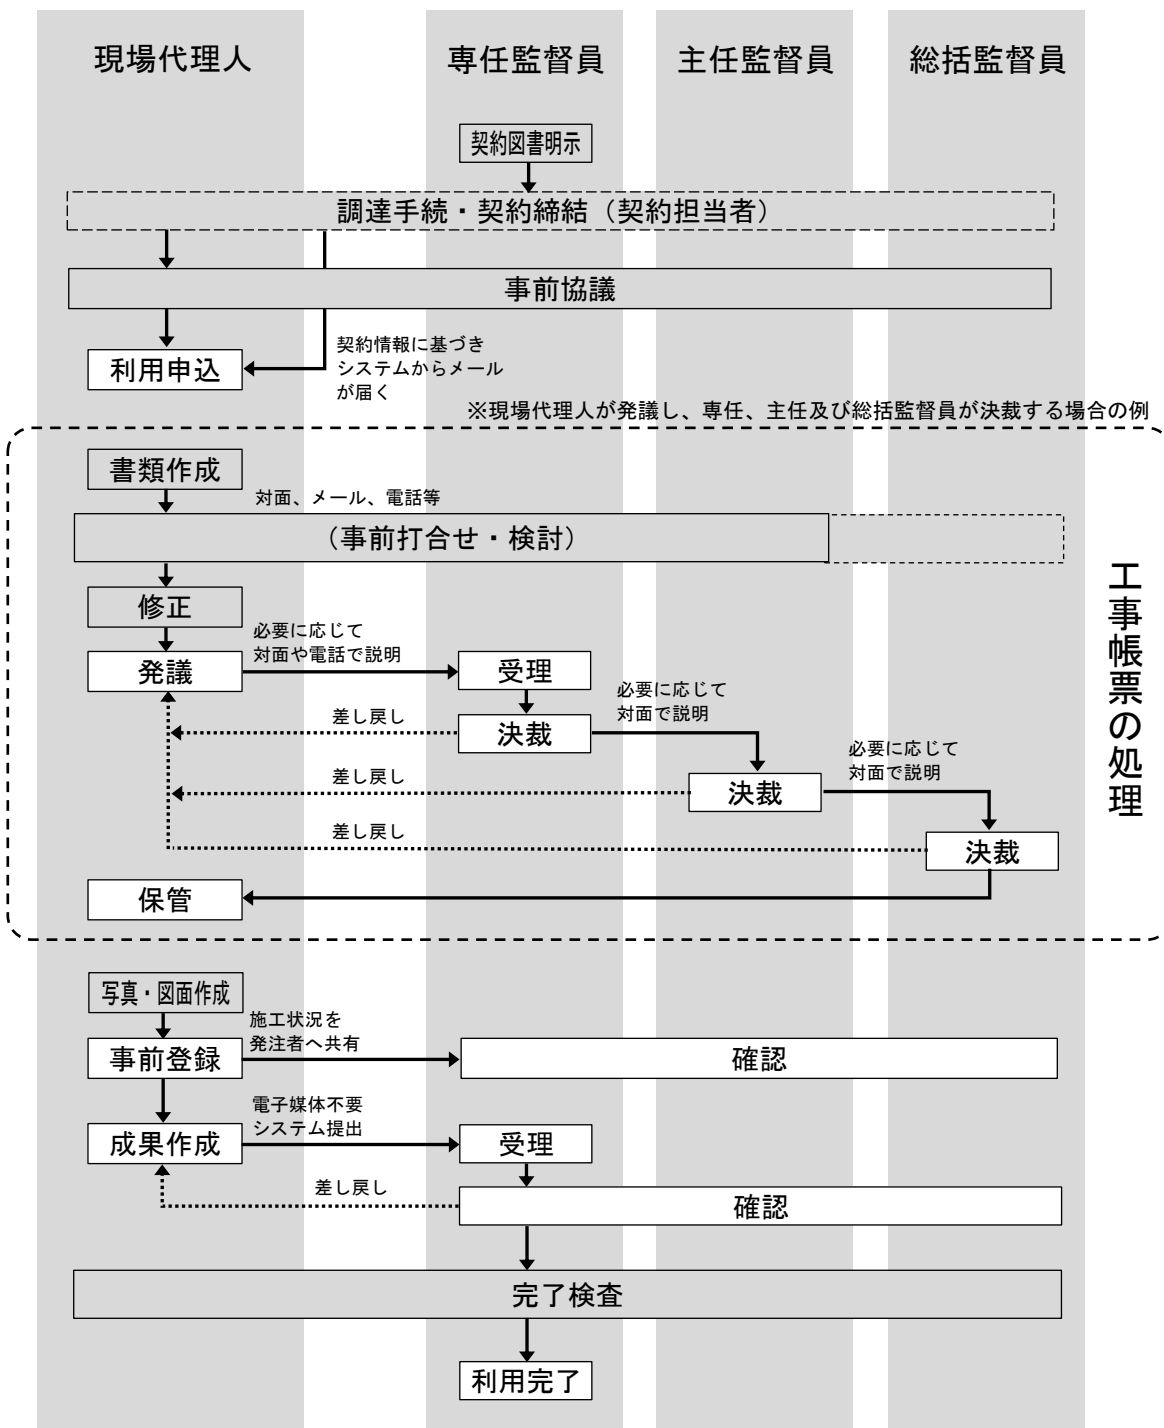 現場代理人
専任監督員
主任監督員
総括監督員
契約図書明示
調達手続・契約締結（契約担当者）
事前協議
利用申込
契約情報に基づき
システムからメール
が届く
※現場代理人が発議し、専任、主任及び総括監督員が決裁する場合の例
工事帳票の処理
書類作成
対面、メール、電話等
（事前打合せ・検討）
修正
必要に応じて
対面や電話で説明
発議
受理
必要に応じて
対面で説明
差し戻し
決裁
必要に応じて
対面で説明
差し戻し
決裁
差し戻し
決裁
保管
写真・図面作成
施工状況を
発注者へ共有
事前登録
確認
電子媒体不要
システム提出
成果作成
受理
差し戻し
確認
完了検査
利用完了